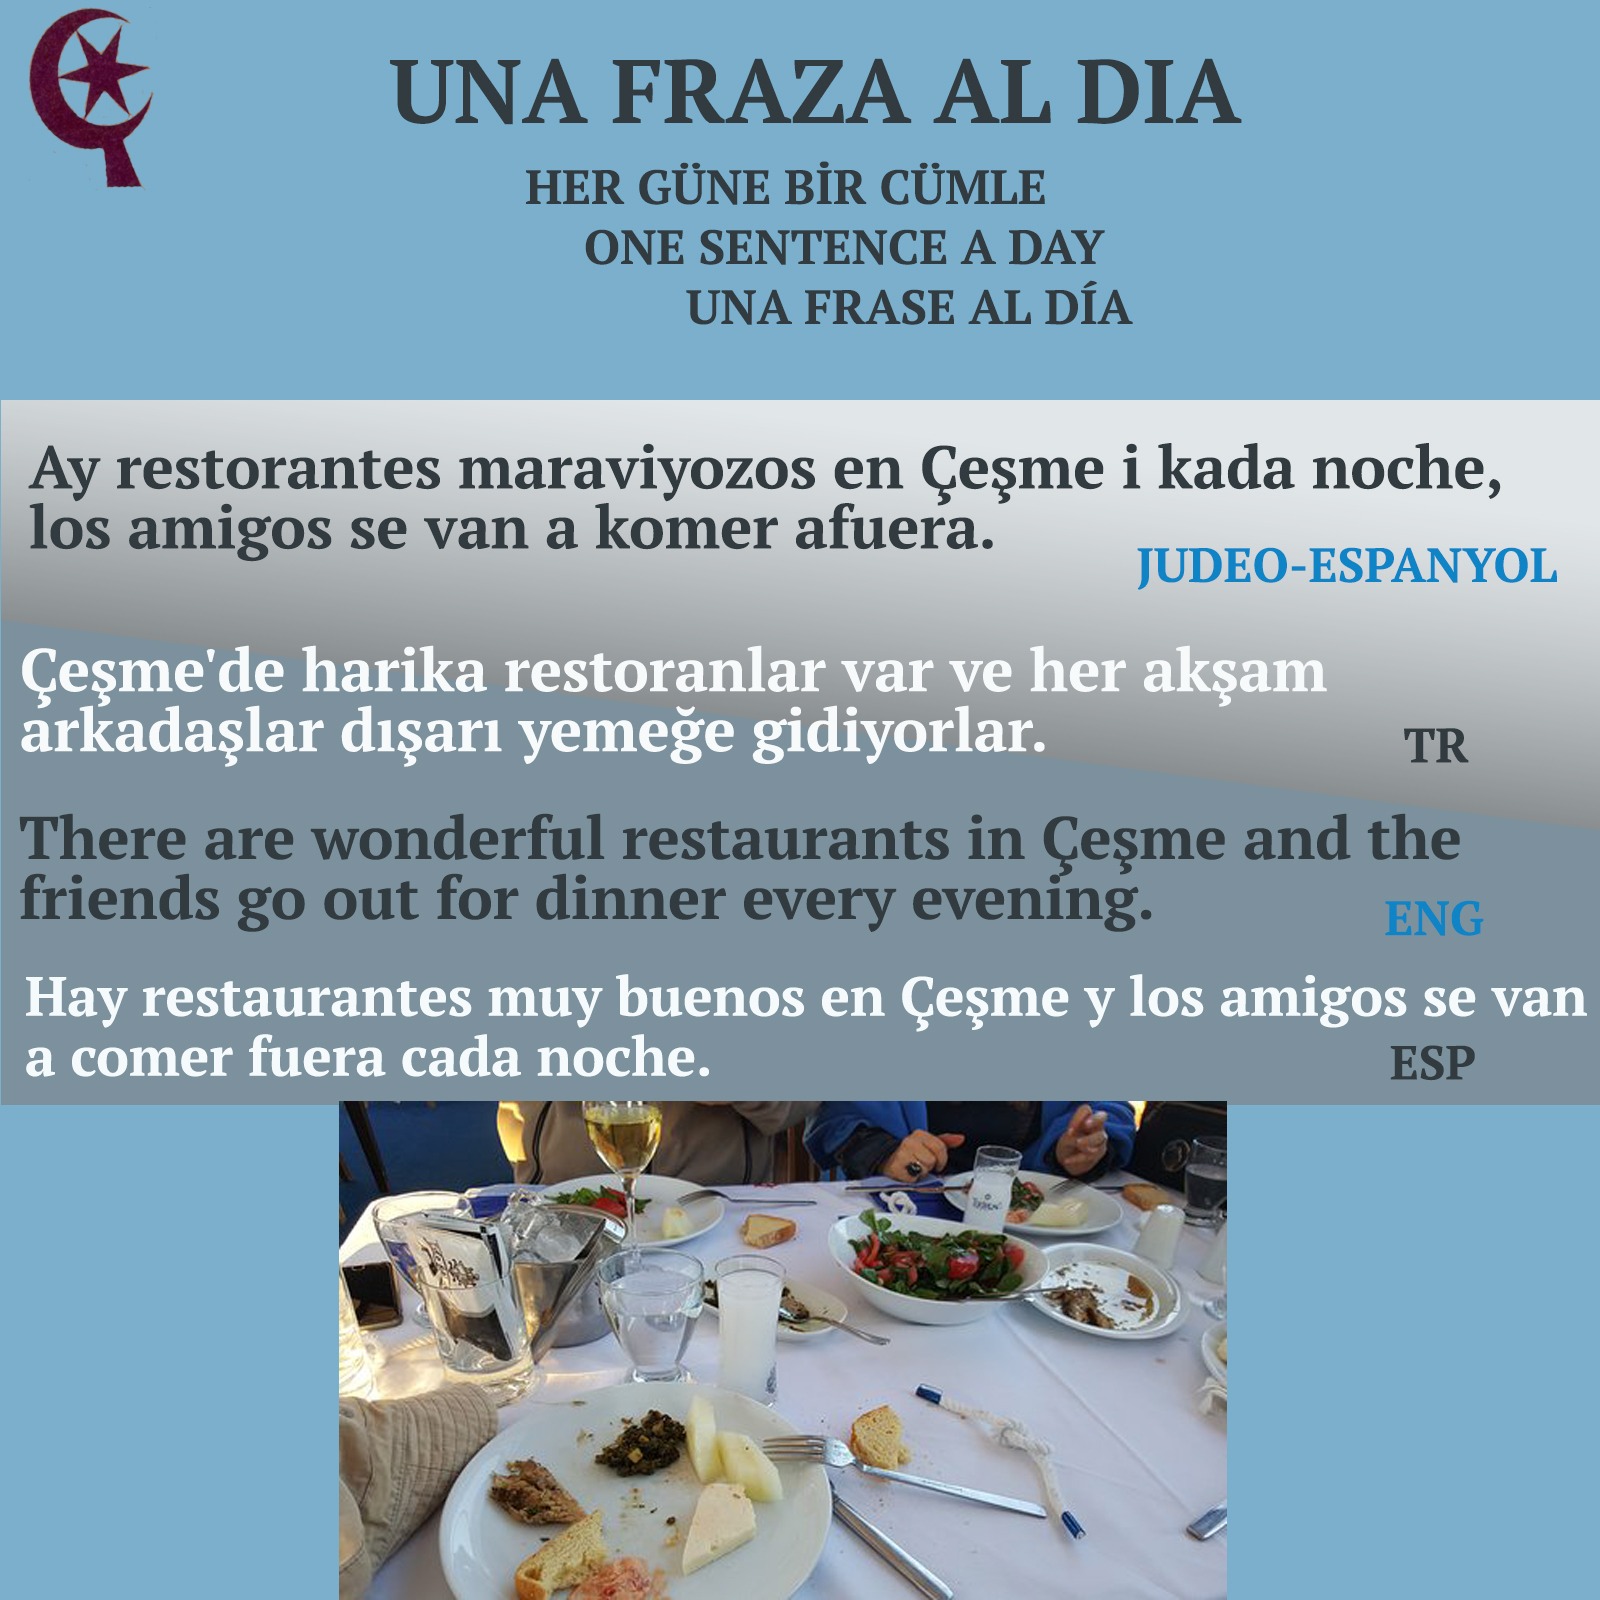 UNA FRAZA AL DIA
HER GÜNE BİR CÜMLE
ONE SENTENCE A DAY
UNA FRASE AL DÍA
Ay restorantes maraviyozos en Çeşme i kada noche,
los amigos se van a komer afuera.
JUDEO-ESPANYOL
Çeşme'de harika restoranlar var ve her akşam
arkadaşlar dışarı yemeğe gidiyorlar.
TR
There are wonderful restaurants in Çeşme and the
friends go out for dinner every evening.
ENG
Hay restaurantes muy buenos en Çeşme y los amigos se van
a comer fuera cada noche.
ESP